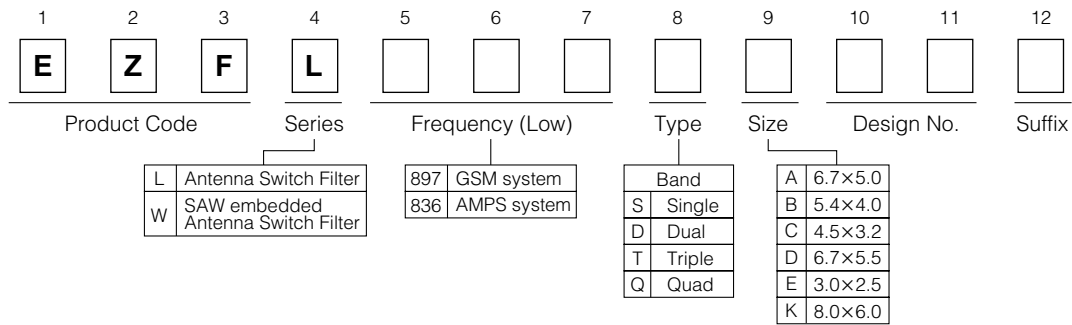 1 2 3 4 5 6 7 8 9 10 11 12
E Z F L
Product Code Series Frequency (Low) Type Size Design No. Suffix
L Antenna Switch Filter
W SAW embedded
Antenna Switch Filter
897 GSM system
836 AMPS system
Band
S Single
D Dual
T Triple
Q Quad
A 6.7×5.0
B 5.4×4.0
C 4.5×3.2
D 6.7×5.5
E 3.0×2.5
K 8.0×6.0